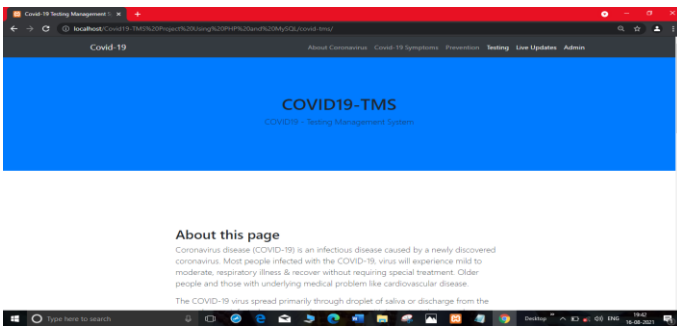 Covid-19 Testing Management S
localhost/Covid19-TMS%20Project%20Using%20PHP%20and%20MySQL/covid-tms/
Covid-19 About Coronavirus Covid-19 Symptoms Prevention Testing Live Updates Admin
COVID19-TMS
COVID19 - Testing Management System
About this page
Coronavirus disease (COVID-19) is an infectious disease caused by a newly discovered
coronavirus. Most people infected with the COVID-19, virus will experience mild to
moderate, respiratory illness & recover without requiring special treatment. Older
people and those with underlying medical problem like cardiovascular disease.
The COVID-19 virus spread primarily through droplet of saliva or discharge from the
Type here to search Desktop ENG 19:42
16-08-2021